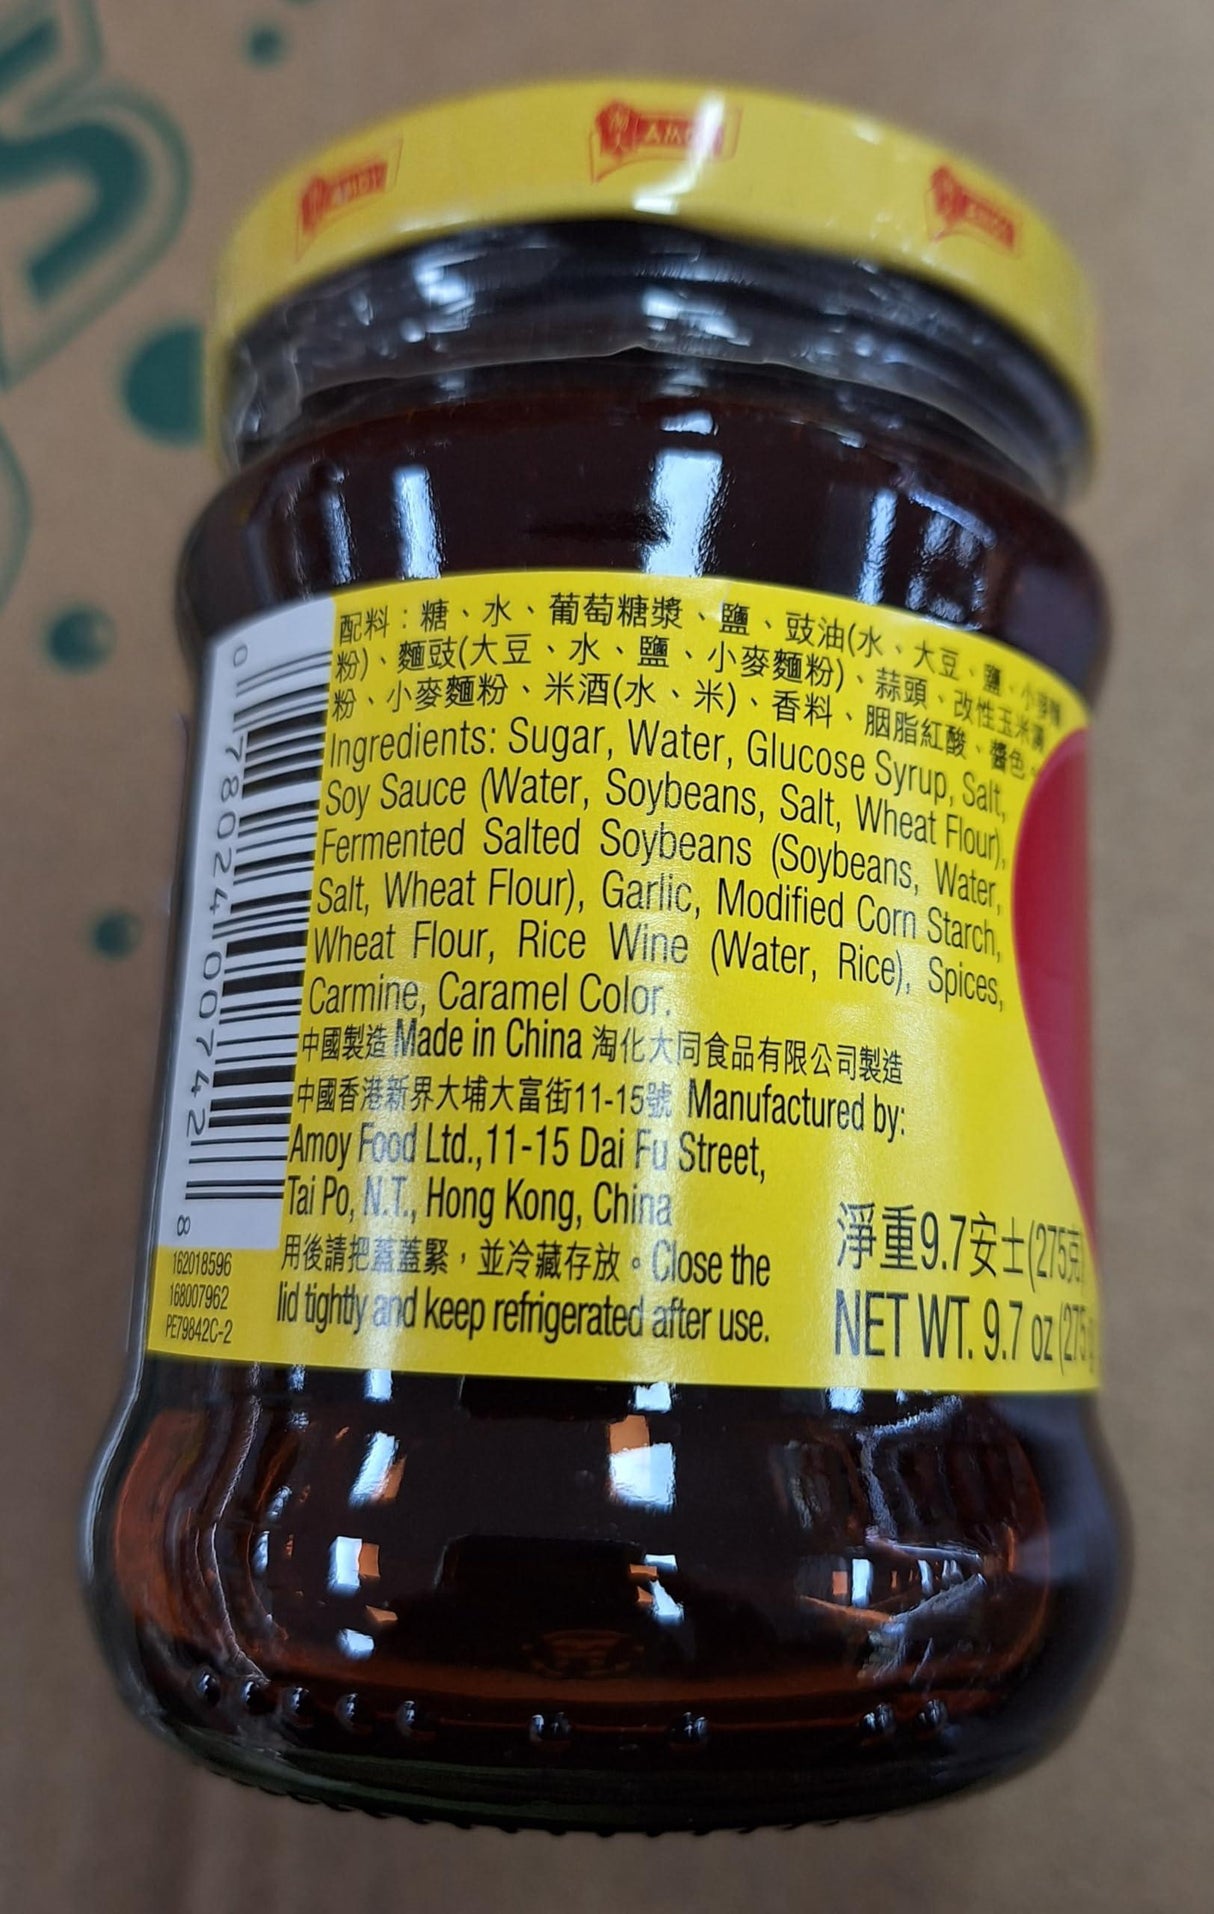 AMOY
AMOY
AMOY
配料：糖、水、葡萄糖漿、鹽、豉油(水、大豆、鹽、小麥麵
粉)、麵豉(大豆、水、鹽、小麥麵粉)、蒜頭、改性玉米澱
粉、小麥麵粉、米酒(水、米)、香料、胭脂紅酸、醬色。
Ingredients: Sugar, Water, Glucose Syrup, Salt,
Soy Sauce (Water, Soybeans, Salt, Wheat Flour),
Fermented Salted Soybeans (Soybeans, Water,
Salt, Wheat Flour), Garlic, Modified Corn Starch,
Wheat Flour, Rice Wine (Water, Rice), Spices,
Carmine, Caramel Color.
中國製造 Made in China 淘化大同食品有限公司製造
中國香港新界大埔大富街11-15號 Manufactured by:
Amoy Food Ltd.,11-15 Dai Fu Street,
Tai Po, N.T., Hong Kong, China
用後請把蓋蓋緊，並冷藏存放。Close the
lid tightly and keep refrigerated after use.
淨重9.7安士(275克)
NET WT. 9.7 oz (275g
0 78024 00742 8
162018596
168007962
PE79842C-2